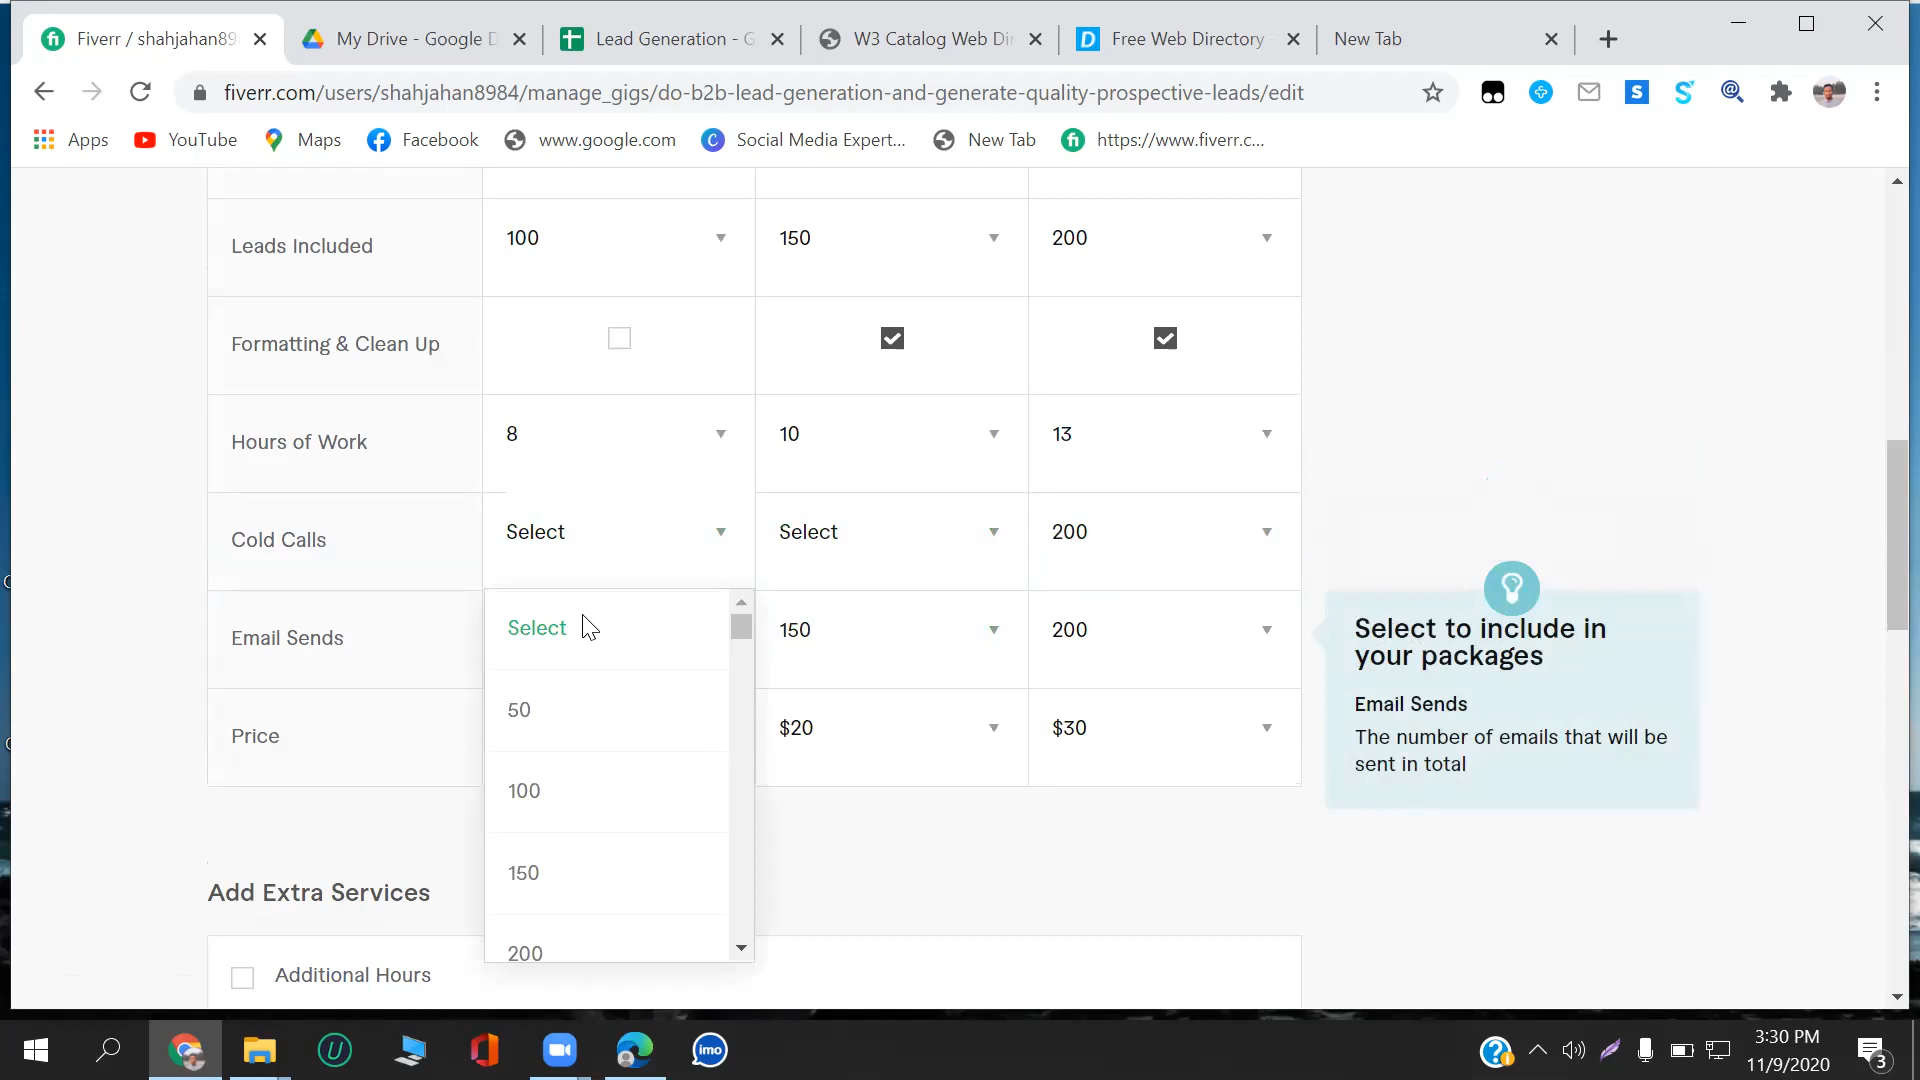 Fiverr / shahjahan89
My Drive - Google D
Lead Generation - G
W3 Catalog Web Dir
Free Web Directory -
New Tab
fiverr.com/users/shahjahan8984/manage_gigs/do-b2b-lead-generation-and-generate-quality-prospective-leads/edit
Apps
YouTube
Maps
Facebook
www.google.com
Social Media Expert...
New Tab
https://www.fiverr.c...
Leads Included
100
150
200
Formatting & Clean Up
Hours of Work
8
10
13
Cold Calls
Select
Select
200
Email Sends
150
200
Price
$20
$30
Select
50
100
150
200
Select to include in
your packages
Email Sends
The number of emails that will be
sent in total
Add Extra Services
Additional Hours
imo
3:30 PM
11/9/2020
3